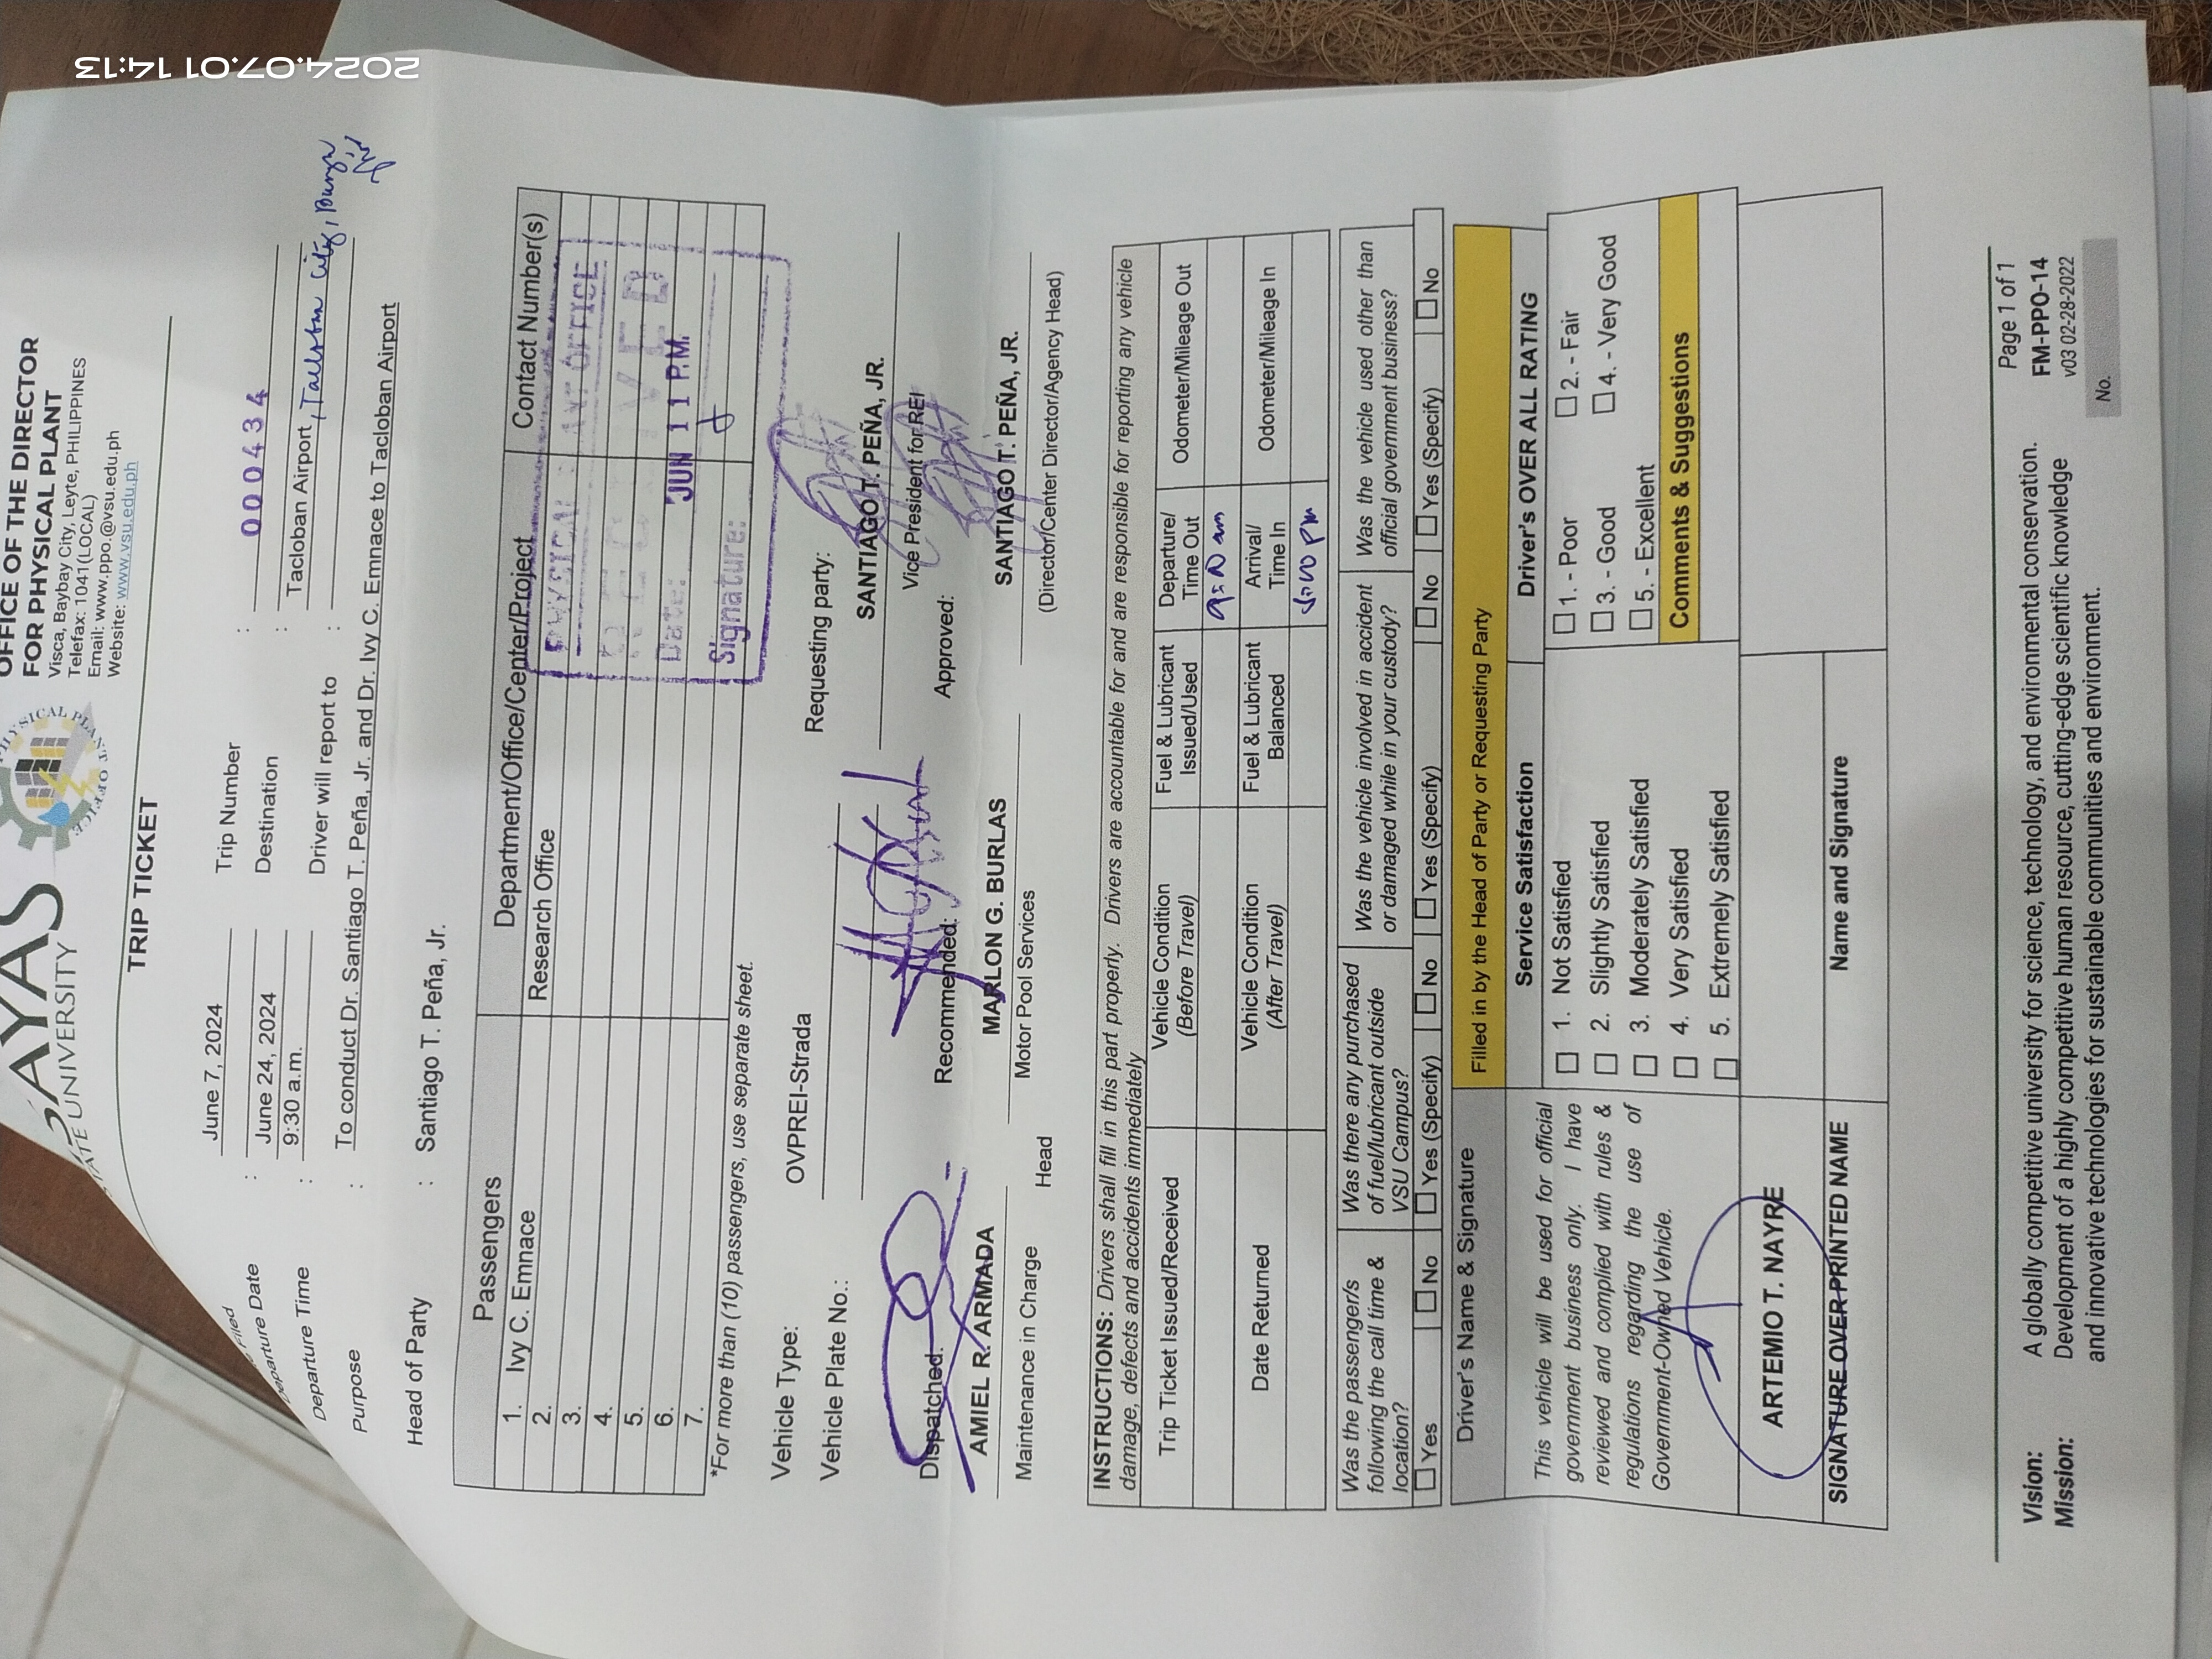 2024.07.01 14:13
AYAS
STATE UNIVERSITY
PHYSICAL PLANT OFFICE
OFFICE OF THE DIRECTOR
FOR PHYSICAL PLANT
Visca, Baybay City, Leyte, PHILIPPINES
Telefax: 1041(LOCAL)
Email: www.ppo.@vsu.edu.ph
Website: www.vsu.edu.ph
TRIP TICKET
Filed June 7, 2024 Trip Number : 000434
Departure Date : June 24, 2024 Destination : Tacloban Airport, Tacloban City,
Departure Time : 9:30 a.m. Driver will report to :
Purpose : To conduct Dr. Santiago T. Peña, Jr. and Dr. Ivy C. Emnace to Tacloban Airport
Head of Party : Santiago T. Peña, Jr.
Passengers Department/Office/Center/Project Contact Number(s)
1. Ivy C. Emnace Research Office
2.
3.
4.
5.
6.
7.
Date: JUN 11 P.M.
Signature:
*For more than (10) passengers, use separate sheet.
Vehicle Type: OVPREI-Strada Requesting party:
Vehicle Plate No.:
SANTIAGO T. PEÑA, JR.
Vice President for REI
Dispatched: Recommended: Approved:
AMIEL R. ARMADA MARLON G. BURLAS SANTIAGO T. PEÑA, JR.
Maintenance in Charge Head Motor Pool Services (Director/Center Director/Agency Head)
INSTRUCTIONS: Drivers shall fill in this part properly. Drivers are accountable for and are responsible for reporting any vehicle
damage, defects and accidents immediately
Trip Ticket Issued/Received Vehicle Condition (Before Travel) Fuel & Lubricant Issued/Used Departure/ Time Out Odometer/Mileage Out
Date Returned Vehicle Condition (After Travel) Fuel & Lubricant Balanced Arrival/ Time In Odometer/Mileage In
Was the passenger/s following the call time & location? Was there any purchased of fuel/lubricant outside VSU Campus? Was the vehicle involved in accident or damaged while in your custody? Was the vehicle used other than official government business?
Yes No Yes (Specify) No Yes (Specify) No Yes (Specify) No
Driver's Name & Signature Filled in by the Head of Party or Requesting Party
Service Satisfaction Driver's OVER ALL RATING
This vehicle will be used for official
government business only. I have
reviewed and complied with rules &
regulations regarding the use of
Government-Owned Vehicle.
1. Not Satisfied
2. Slightly Satisfied
3. Moderately Satisfied
4. Very Satisfied
5. Extremely Satisfied
1. - Poor 2. - Fair
3. - Good 4. - Very Good
5. - Excellent
Comments & Suggestions
ARTEMIO T. NAYRE
SIGNATURE OVER PRINTED NAME Name and Signature
Vision: A globally competitive university for science, technology, and environmental conservation.
Mission: Development of a highly competitive human resource, cutting-edge scientific knowledge
and innovative technologies for sustainable communities and environment.
Page 1 of 1
FM-PPO-14
v03 02-28-2022
No.